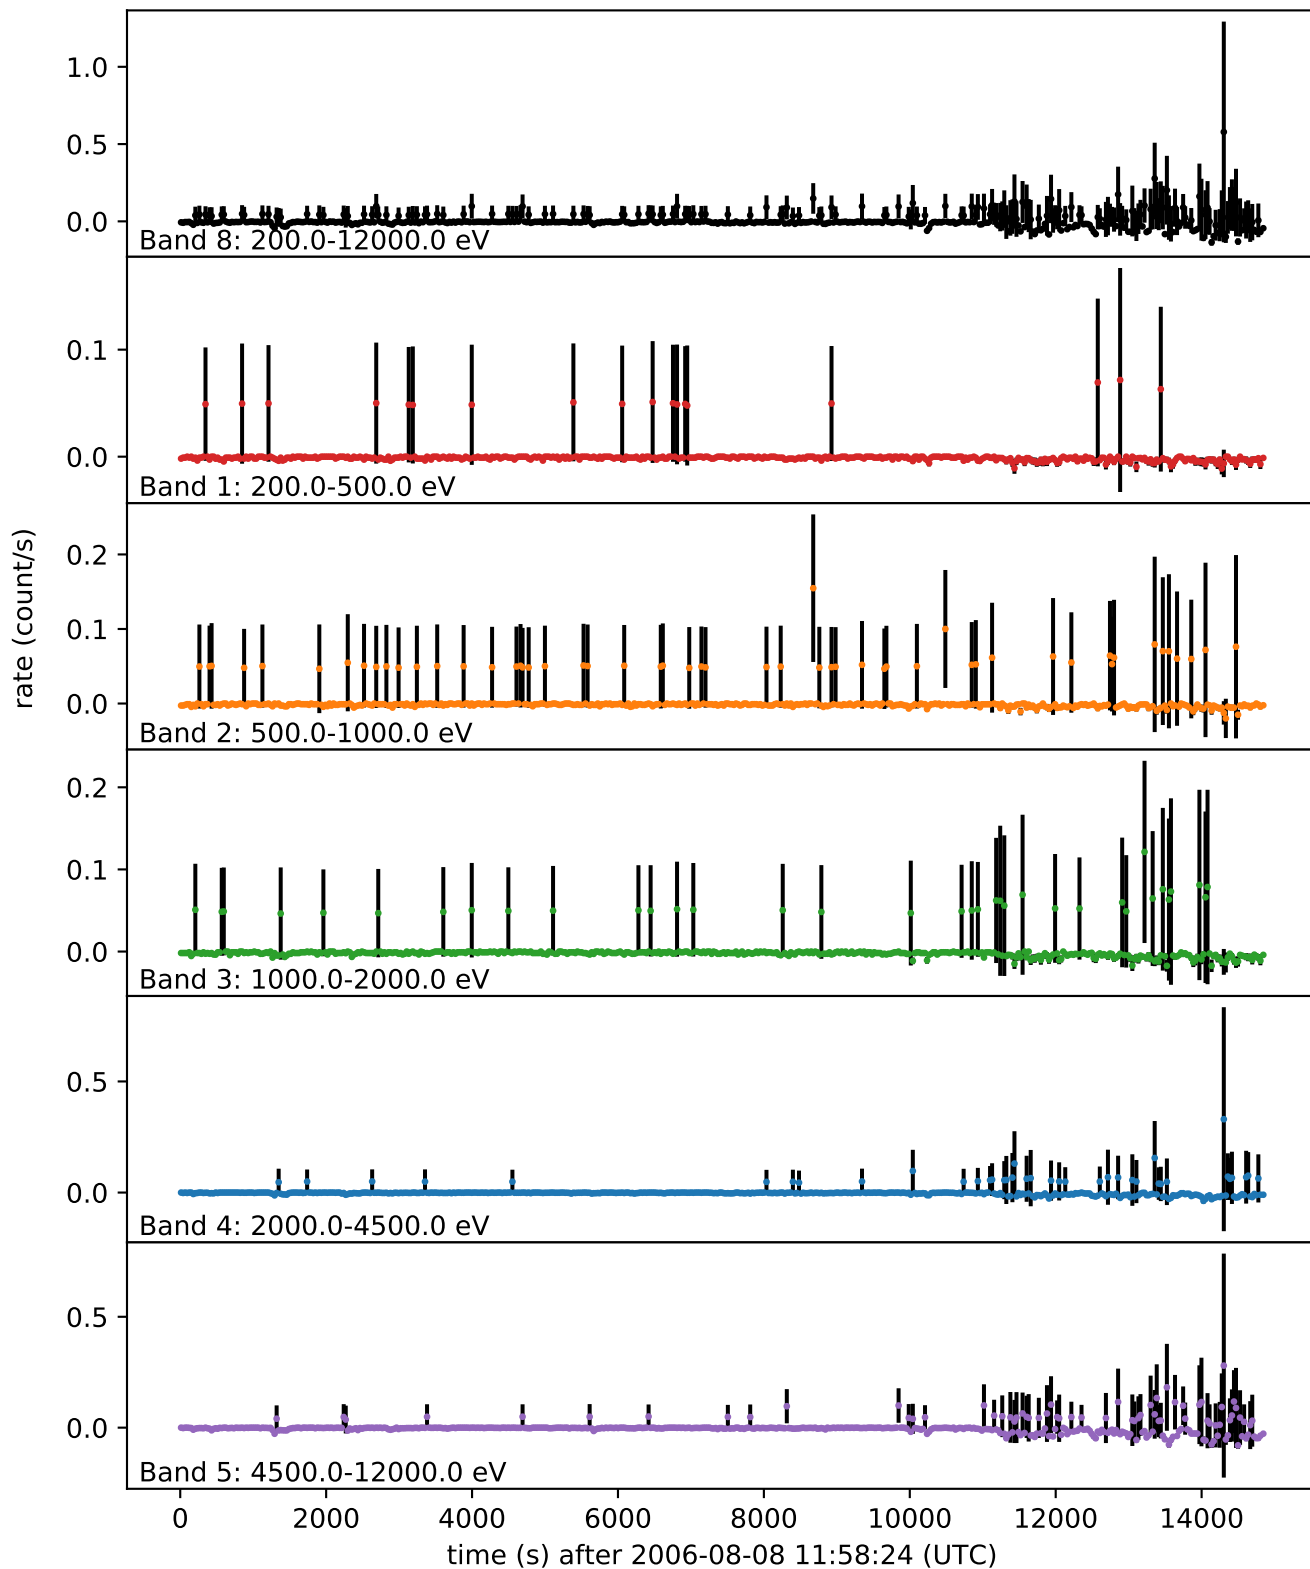 1.0
0.5
0.0
Band 8: 200.0-12000.0 eV
0.1
0.0
Band 1: 200.0-500.0 eV
rate (count/s)
0.2
0.1
0.0
Band 2: 500.0-1000.0 eV
0.2
0.1
0.0
Band 3: 1000.0-2000.0 eV
0.5
0.0
Band 4: 2000.0-4500.0 eV
0.5
0.0
Band 5: 4500.0-12000.0 eV
0 2000 4000 6000 8000 10000 12000 14000
time (s) after 2006-08-08 11:58:24 (UTC)